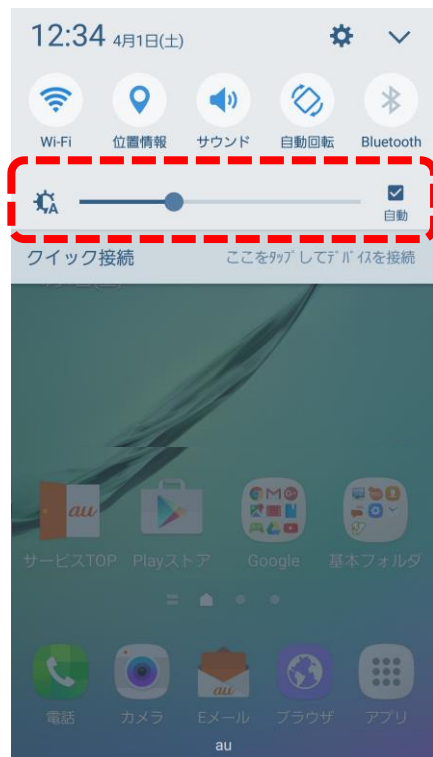 12:34 4月1日(土)
Wi-Fi 位置情報 サウンド 自動回転 Bluetooth
A 自動
クイック接続 ここをﾀｯﾌﾟしてﾃﾞﾊﾞｲｽを接続
au
サービスTOP Playストア Google 基本フォルダ
au
電話 カメラ Eメール ブラウザ アプリ
au